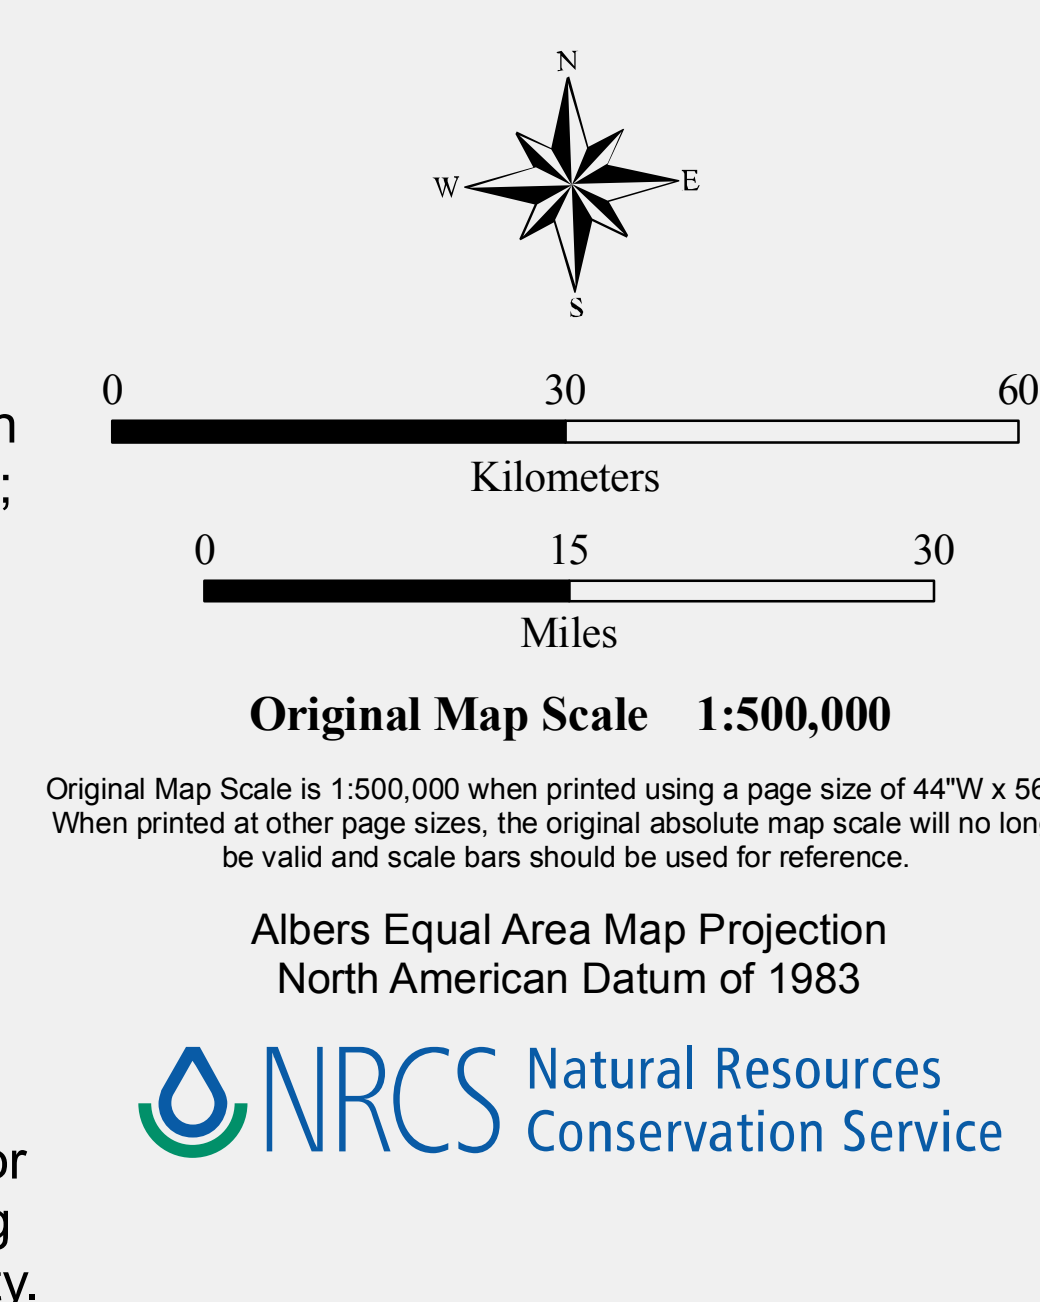 N
W
E
S
0 30 60
Kilometers
0 15 30
Miles
Original Map Scale 1:500,000
Original Map Scale is 1:500,000 when printed using a page size of 44"W x 56
When printed at other page sizes, the original absolute map scale will no
be valid and scale bars should be used for reference.
Albers Equal Area Map Projection
North American Datum of 1983
NRCS Natural Resources
Conservation Service
;
or